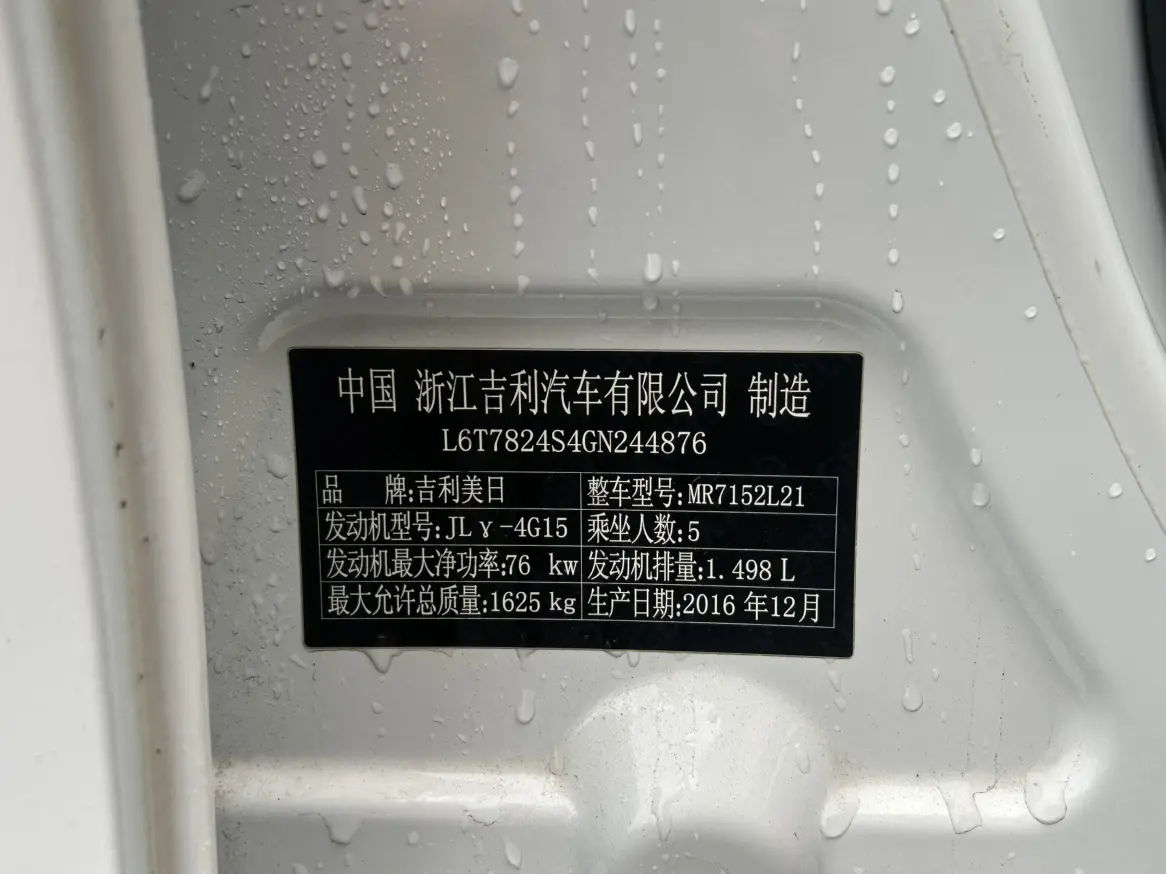 中国 浙江吉利汽车有限公司 制造
L6T7824S4GN244876
品 牌:吉利美日 整车型号:MR7152L21
发动机型号:JLγ-4G15 乘坐人数:5
发动机最大净功率:76 kw 发动机排量:1.498 L
最大允许总质量:1625 kg 生产日期:2016 年12月